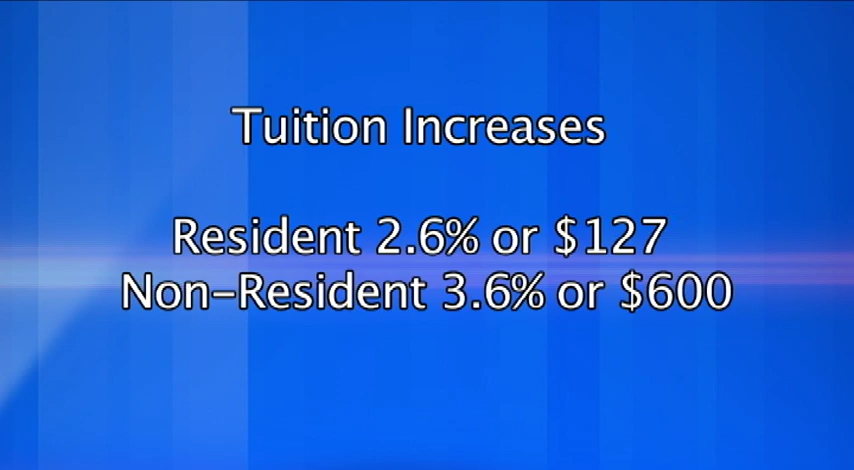 Tuition Increases
Resident 2.6% or $127
Non-Resident 3.6% or $600